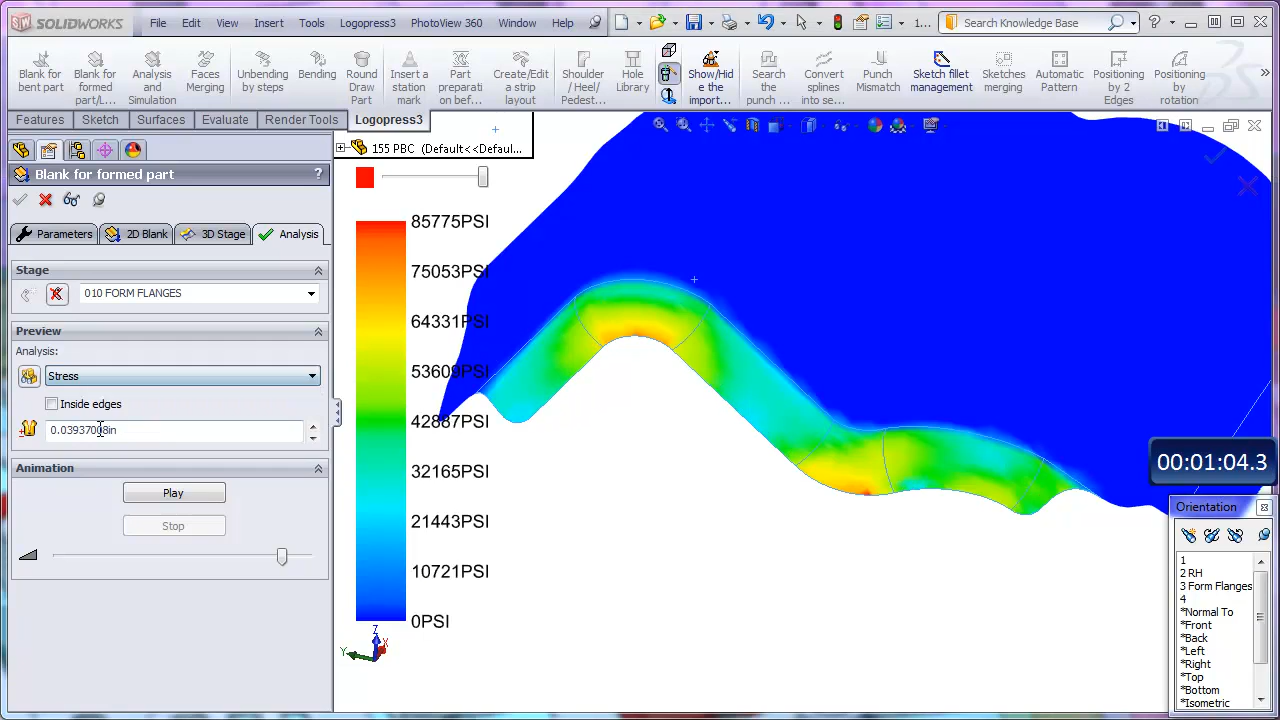 SOLIDWORKS
File Edit View Insert Tools Logopress3 PhotoView 360 Window Help
1...
Search Knowledge Base
?
Blank for bent part
Blank for formed part/L...
Analysis and Simulation
Faces Merging
Unbending by steps
Bending
Round Draw Part
Insert a station mark
Part preparati on bef...
Create/Edit a strip layout
Shoulder / Heel / Pedest...
Hole Library
Show/Hid e the import...
Search the punch ...
Convert splines into se...
Punch Mismatch
Sketch fillet management
Sketches merging
Automatic Pattern
Positioning by 2 Edges
Positioning by rotation
Features Sketch Surfaces Evaluate Render Tools Logopress3
155 PBC (Default<<Defaul...
Blank for formed part ?
Parameters 2D Blank 3D Stage Analysis
Stage
010 FORM FLANGES
Preview
Analysis:
Stress
Inside edges
0.03937008in
Animation
Play
Stop
85775PSI
75053PSI
64331PSI
53609PSI
42887PSI
32165PSI
21443PSI
10721PSI
0PSI
Z
Y
X
00:01:04.3
Orientation
1
2 RH
3 Form Flanges
4
*Normal To
*Front
*Back
*Left
*Right
*Top
*Bottom
*Isometric